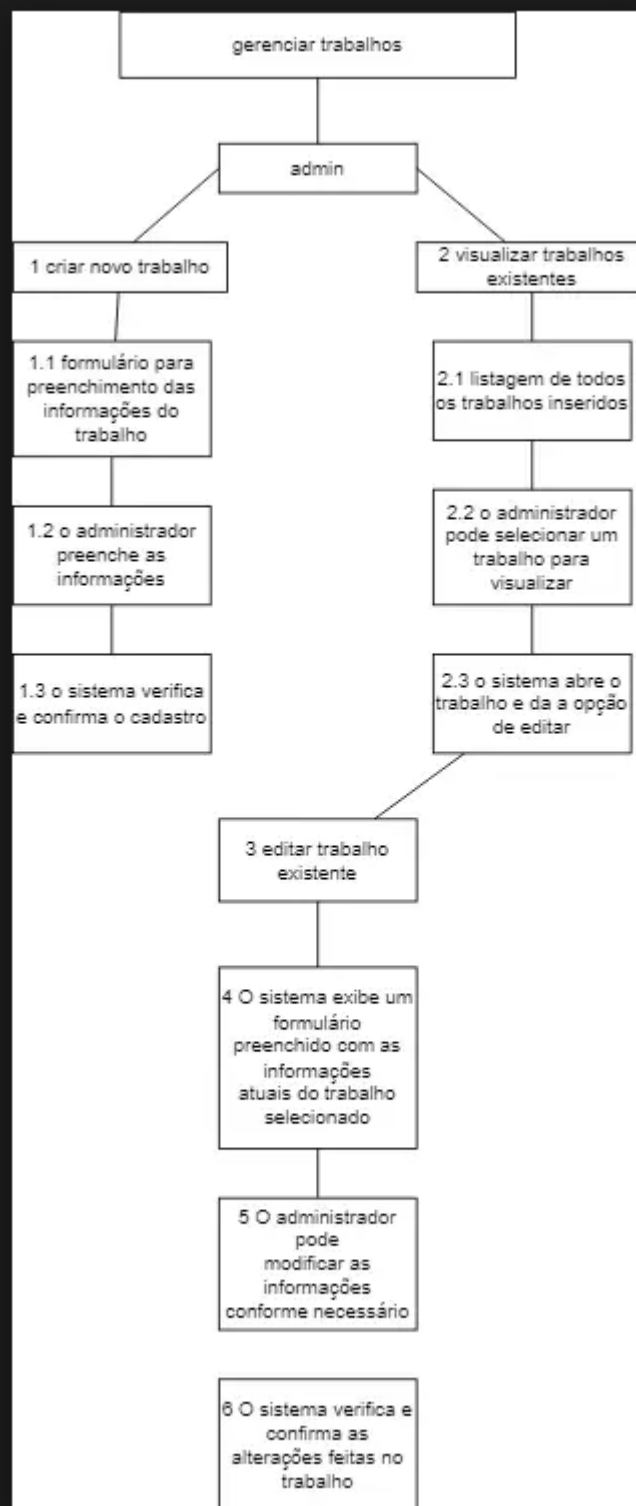 gerenciar trabalhos
admin
1 criar novo trabalho
2 visualizar trabalhos
existentes
1.1 formulário para
preenchimento das
informações do
trabalho
2.1 listagem de todos
os trabalhos inseridos
1.2 o administrador
preenche as
informações
2.2 o administrador
pode selecionar um
trabalho para
visualizar
1.3 o sistema verifica
e confirma o cadastro
2.3 o sistema abre o
trabalho e da a opção
de editar
3 editar trabalho
existente
4 O sistema exibe um
formulário
preenchido com as
informações
atuais do trabalho
selecionado
5 O administrador
pode
modificar as
informações
conforme necessário
6 O sistema verifica e
confirma as
alterações feitas no
trabalho